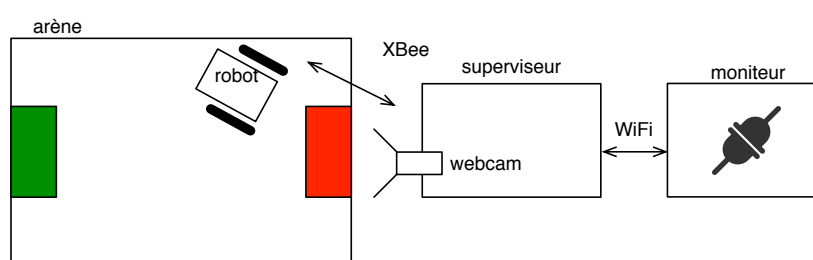 arène
robot
XBee
superviseur
webcam
WiFi
moniteur